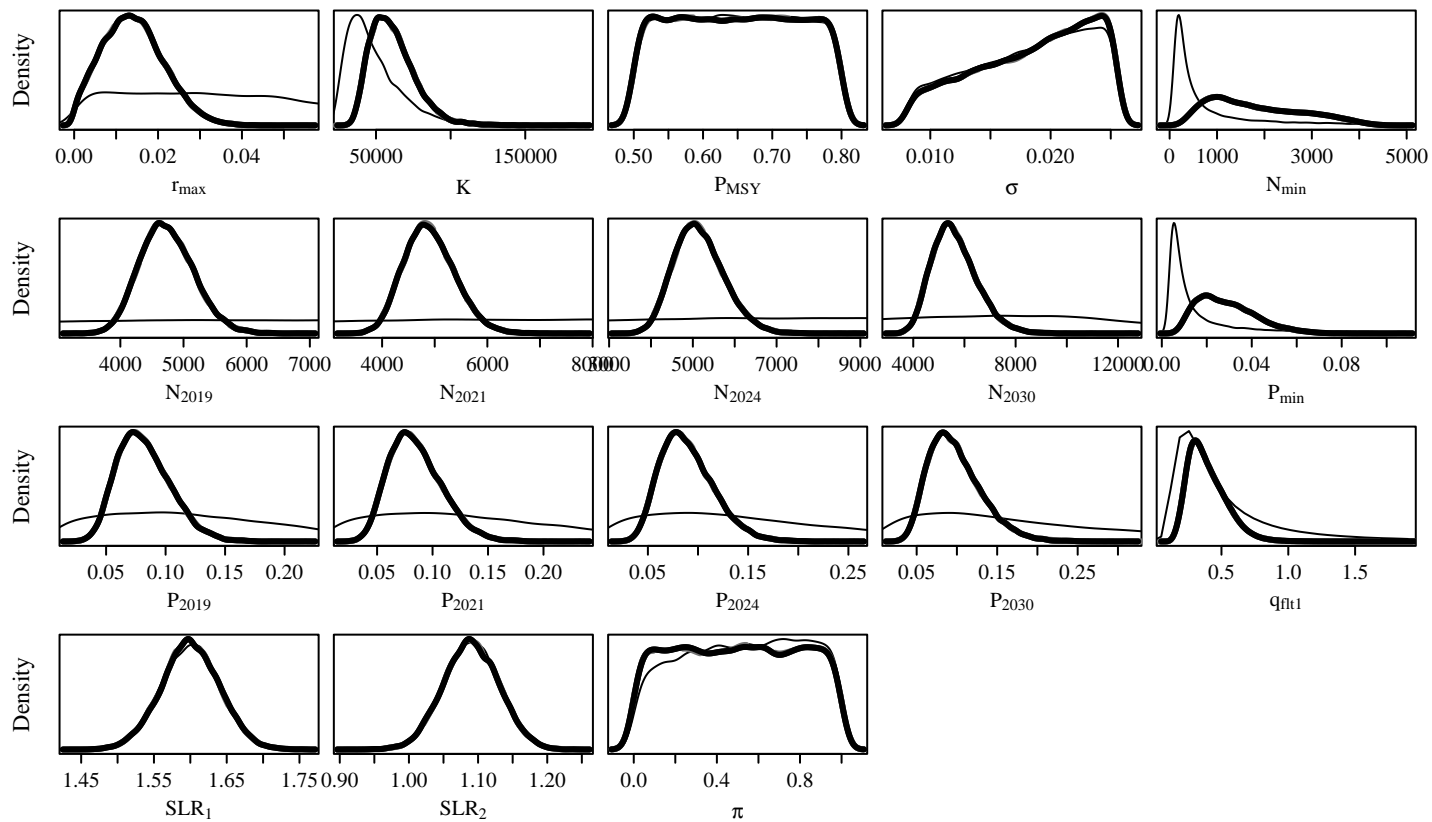 Density
0.00 0.02 0.04 50000 150000 0.50 0.60 0.70 0.80 0.010 0.020 0 1000 3000 5000
r_max K P_MSY σ N_min
Density
4000 5000 6000 7000 4000 6000 8000 3000 5000 7000 9000 4000 8000 12000 0.00 0.04 0.08
N_2019 N_2021 N_2024 N_2030 P_min
Density
0.05 0.10 0.15 0.20 0.05 0.10 0.15 0.20 0.05 0.15 0.25 0.05 0.15 0.25 0.5 1.0 1.5
P_2019 P_2021 P_2024 P_2030 q_flt1
Density
1.45 1.55 1.65 1.75 0.90 1.00 1.10 1.20 0.0 0.4 0.8
SLR_1 SLR_2 π